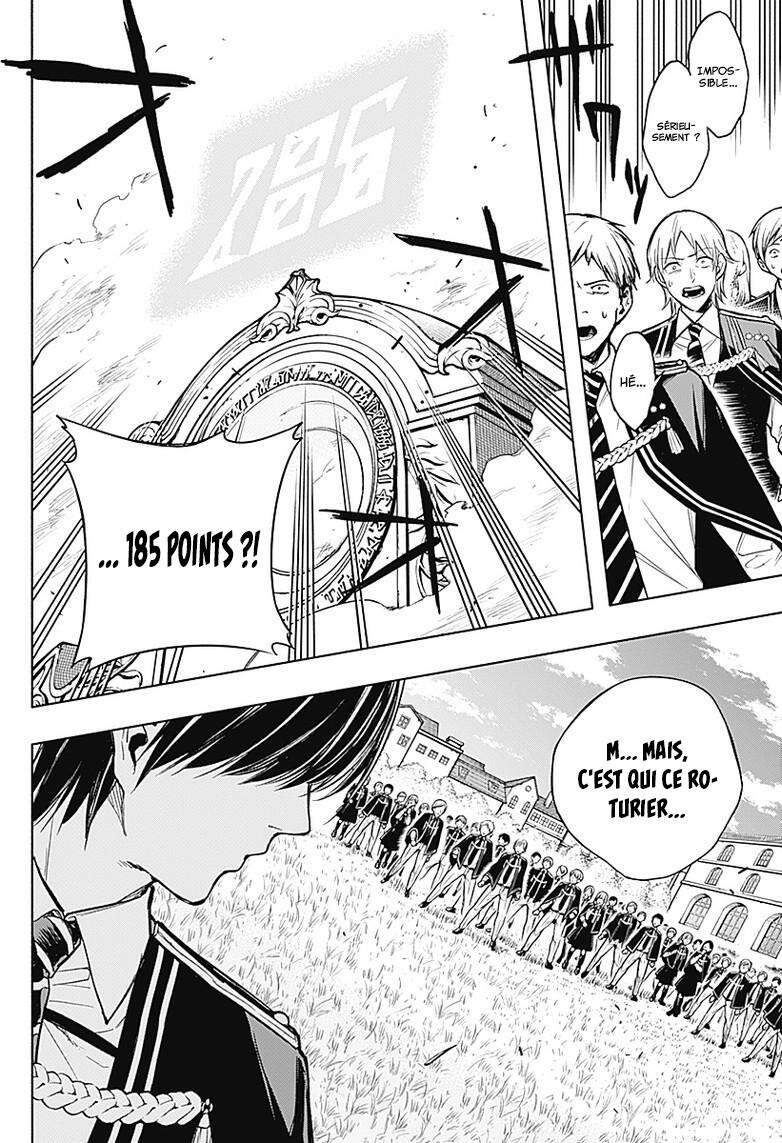 IMPOS-
SIBLE...
SÉRIEU-
SEMENT ?
HÉ...
... 185 POINTS ?!
M... MAIS,
C'EST QUI CE RO-
TURIER...